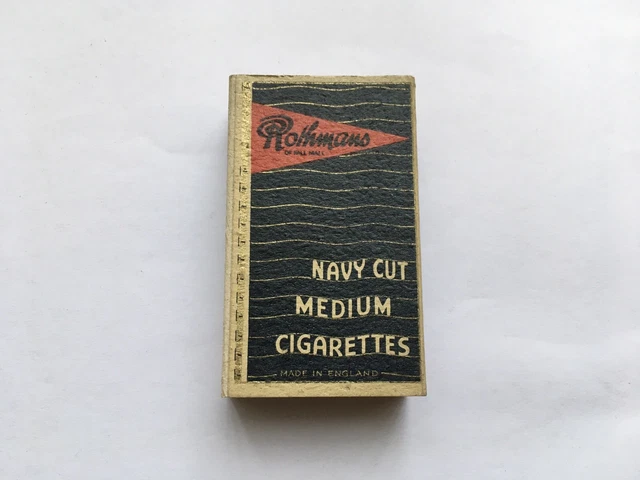 Rothmans
OF PALL MALL
NAVY CUT
MEDIUM
CIGARETTES
MADE IN ENGLAND